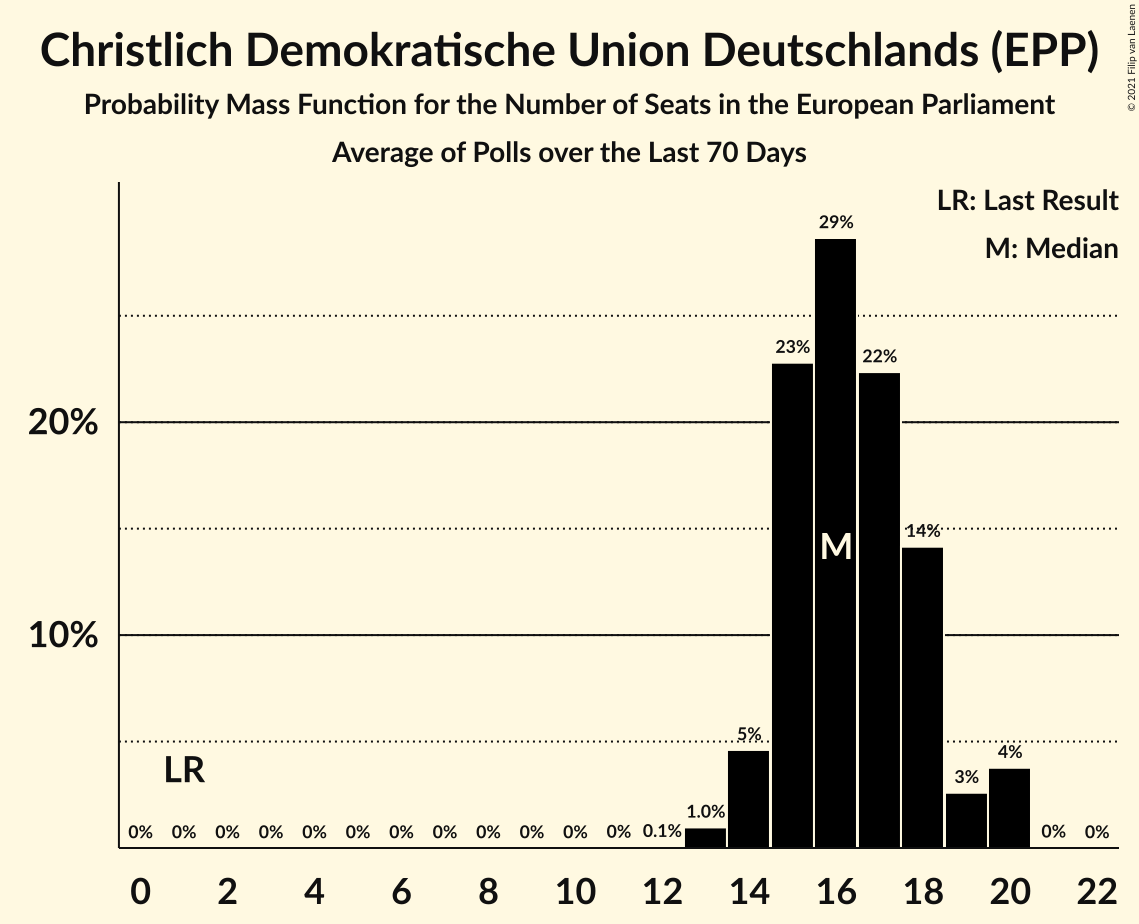 Christlich Demokratische Union Deutschlands (EPP)
Probability Mass Function for the Number of Seats in the European Parliament
Average of Polls over the Last 70 Days
© 2021 Filip van Laenen
LR: Last Result
M: Median
29%
23%
22%
20%
14%
M
10%
5%
4%
3%
LR
1.0%
0% 0% 0% 0% 0% 0% 0% 0% 0% 0% 0% 0% 0.1% 0% 0%
0 2 4 6 8 10 12 14 16 18 20 22